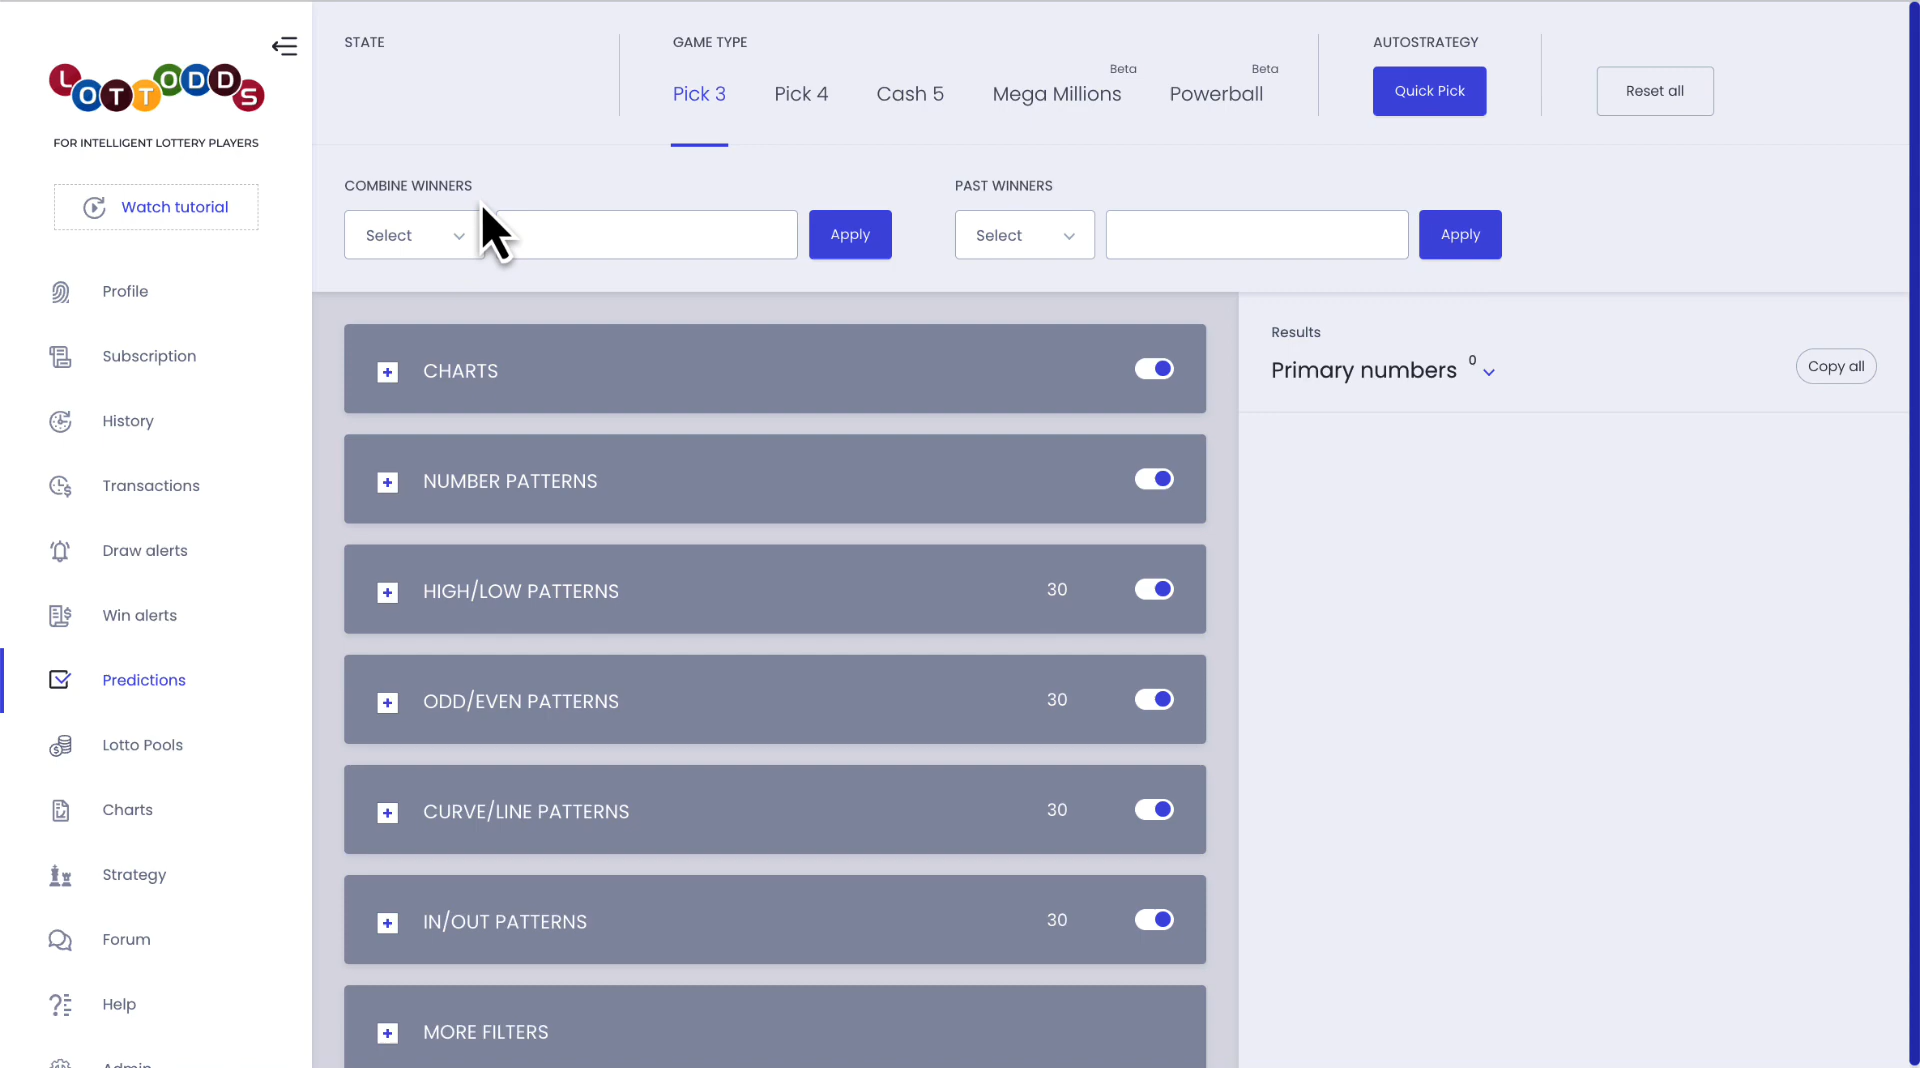 LOTTODDS
FOR INTELLIGENT LOTTERY PLAYERS
Watch tutorial
Profile
Subscription
History
Transactions
Draw alerts
Win alerts
Predictions
Lotto Pools
Charts
Strategy
Forum
Help
Admin
STATE
GAME TYPE
Pick 3
Pick 4
Cash 5
Mega Millions
Beta
Powerball
Beta
AUTOSTRATEGY
Quick Pick
Reset all
COMBINE WINNERS
Select
Apply
PAST WINNERS
Select
Apply
CHARTS
NUMBER PATTERNS
HIGH/LOW PATTERNS 30
ODD/EVEN PATTERNS 30
CURVE/LINE PATTERNS 30
IN/OUT PATTERNS 30
MORE FILTERS
Results
Primary numbers 0
Copy all